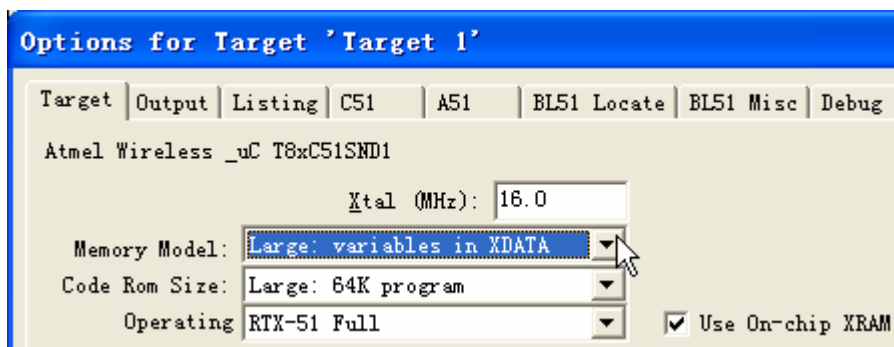 Options for Target 'Target 1'
Target Output Listing C51 A51 BL51 Locate BL51 Misc Debug
Atmel Wireless _uC T8xC51SND1
Xtal (MHz): 16.0
Memory Model: Large: variables in XDATA
Code Rom Size: Large: 64K program
Operating RTX-51 Full Use On-chip XRAM